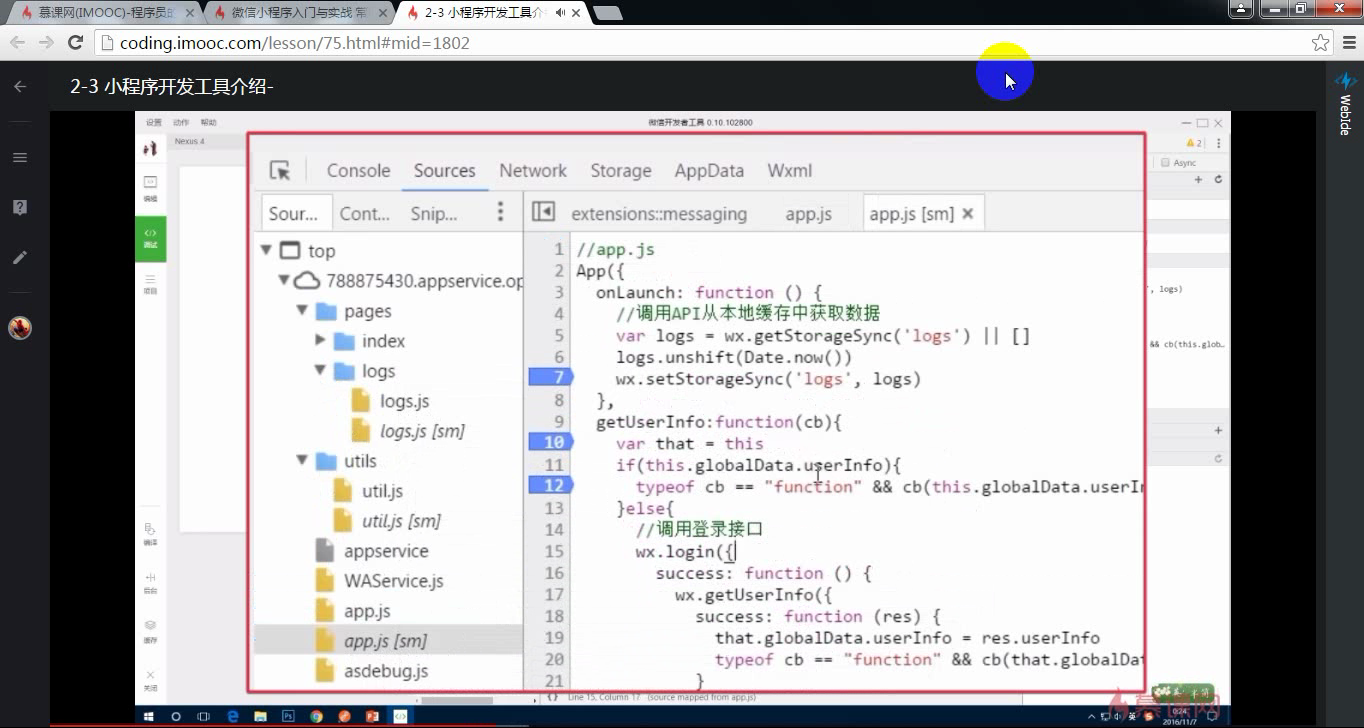 慕课网(IMOOC)-程序员的
微信小程序入门与实战 常
2-3 小程序开发工具介绍
coding.imooc.com/lesson/75.html#mid=1802
2-3 小程序开发工具介绍-
WebIde
设置 动作 帮助
微信开发者工具 0.10.102800
Nexus 4
2
Async
编辑
调试
项目
编译
后台
缓存
关闭
Console Sources Network Storage AppData Wxml
Sour... Cont... Snip...
extensions::messaging app.js app.js [sm]
top
788875430.appservice.op
pages
index
logs
logs.js
logs.js [sm]
utils
util.js
util.js [sm]
appservice
WAService.js
app.js
app.js [sm]
asdebug.js
1 //app.js
2 App({
3 onLaunch: function () {
4 //调用API从本地缓存中获取数据
5 var logs = wx.getStorageSync('logs') || []
6 logs.unshift(Date.now())
7 wx.setStorageSync('logs', logs)
8 },
9 getUserInfo:function(cb){
10 var that = this
11 if(this.globalData.userInfo){
12 typeof cb == "function" && cb(this.globalData.userIn
13 }else{
14 //调用登录接口
15 wx.login({
16 success: function () {
17 wx.getUserInfo({
18 success: function (res) {
19 that.globalData.userInfo = res.userInfo
20 typeof cb == "function" && cb(that.globalDat
21 }
', logs)
&& cb(this.glob…
{} Line 15, Column 17 (source mapped from app.js)
慕课网
英
0:24
2016/11/7